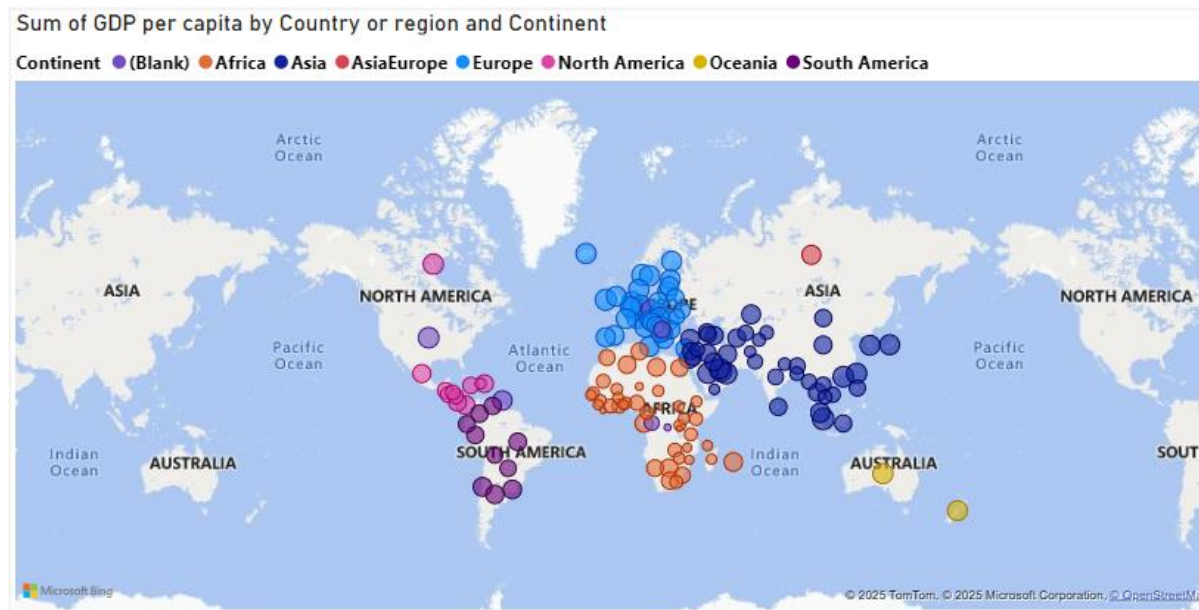 Sum of GDP per capita by Country or region and Continent
Continent (Blank) Africa Asia AsiaEurope Europe North America Oceania South America
Arctic
Ocean
Arctic
Ocean
ASIA
NORTH AMERICA
ASIA
NORTH AMERICA
Pacific
Ocean
Atlantic
Ocean
Pacific
Ocean
AFRICA
Indian
Ocean
AUSTRALIA
SOUTH AMERICA
Indian
Ocean
AUSTRALIA
SOUT
Microsoft Bing
© 2025 TomTom, © 2025 Microsoft Corporation, © OpenStreetM